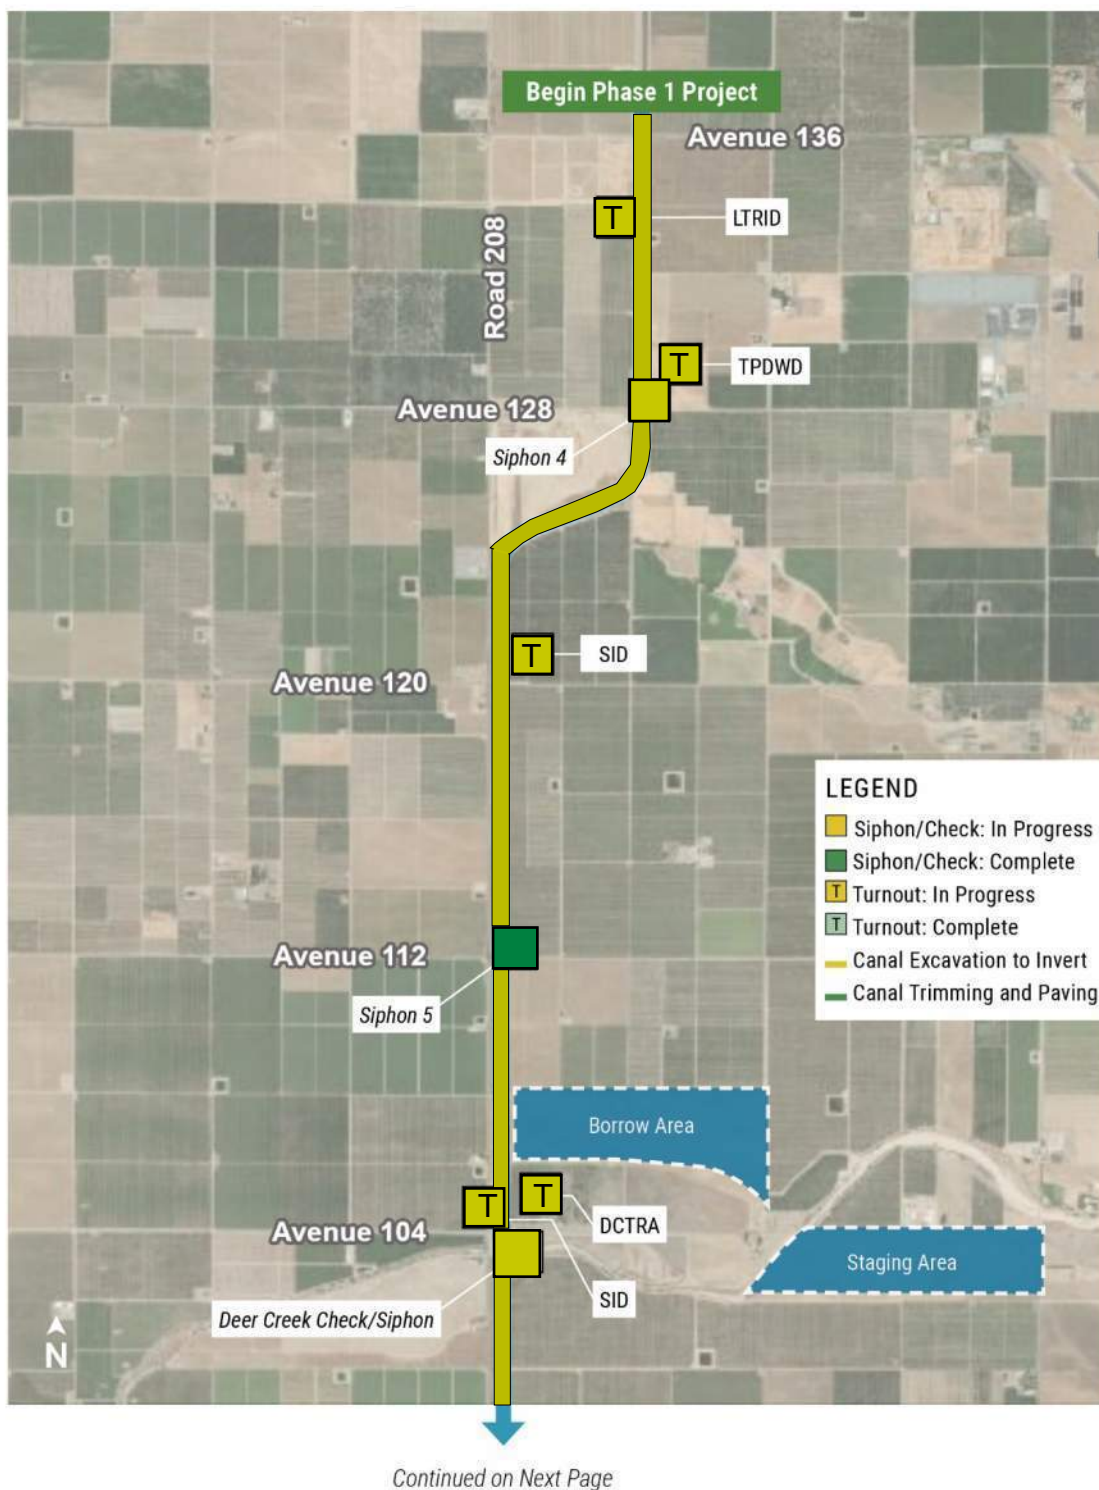 Begin Phase 1 Project
Avenue 136
T
LTRID
Road 208
T
TPDWD
Avenue 128
Siphon 4
T
SID
Avenue 120
LEGEND
Siphon/Check: In Progress
Siphon/Check: Complete
T Turnout: In Progress
T Turnout: Complete
Canal Excavation to Invert
Canal Trimming and Paving
Avenue 112
Siphon 5
Borrow Area
T
T
DCTRA
Avenue 104
Staging Area
SID
Deer Creek Check/Siphon
N
Continued on Next Page